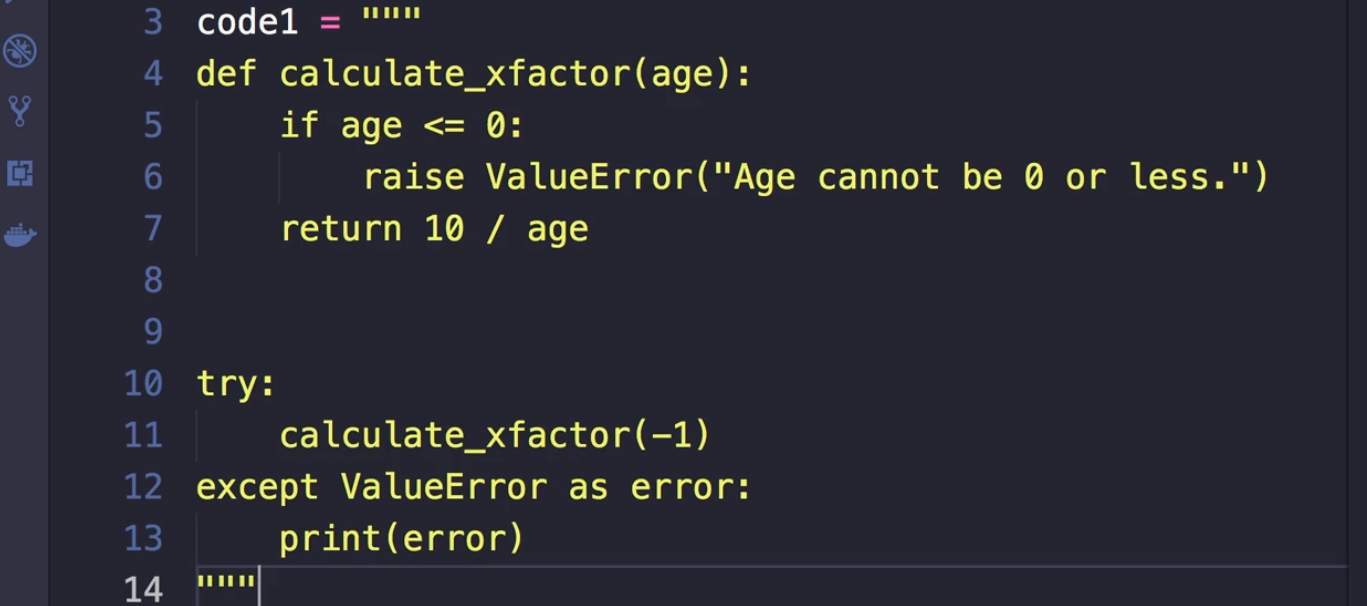 3 code1 = """
4 def calculate_xfactor(age):
5     if age <= 0:
6         raise ValueError("Age cannot be 0 or less.")
7     return 10 / age
8
9
10 try:
11     calculate_xfactor(-1)
12 except ValueError as error:
13     print(error)
14 """